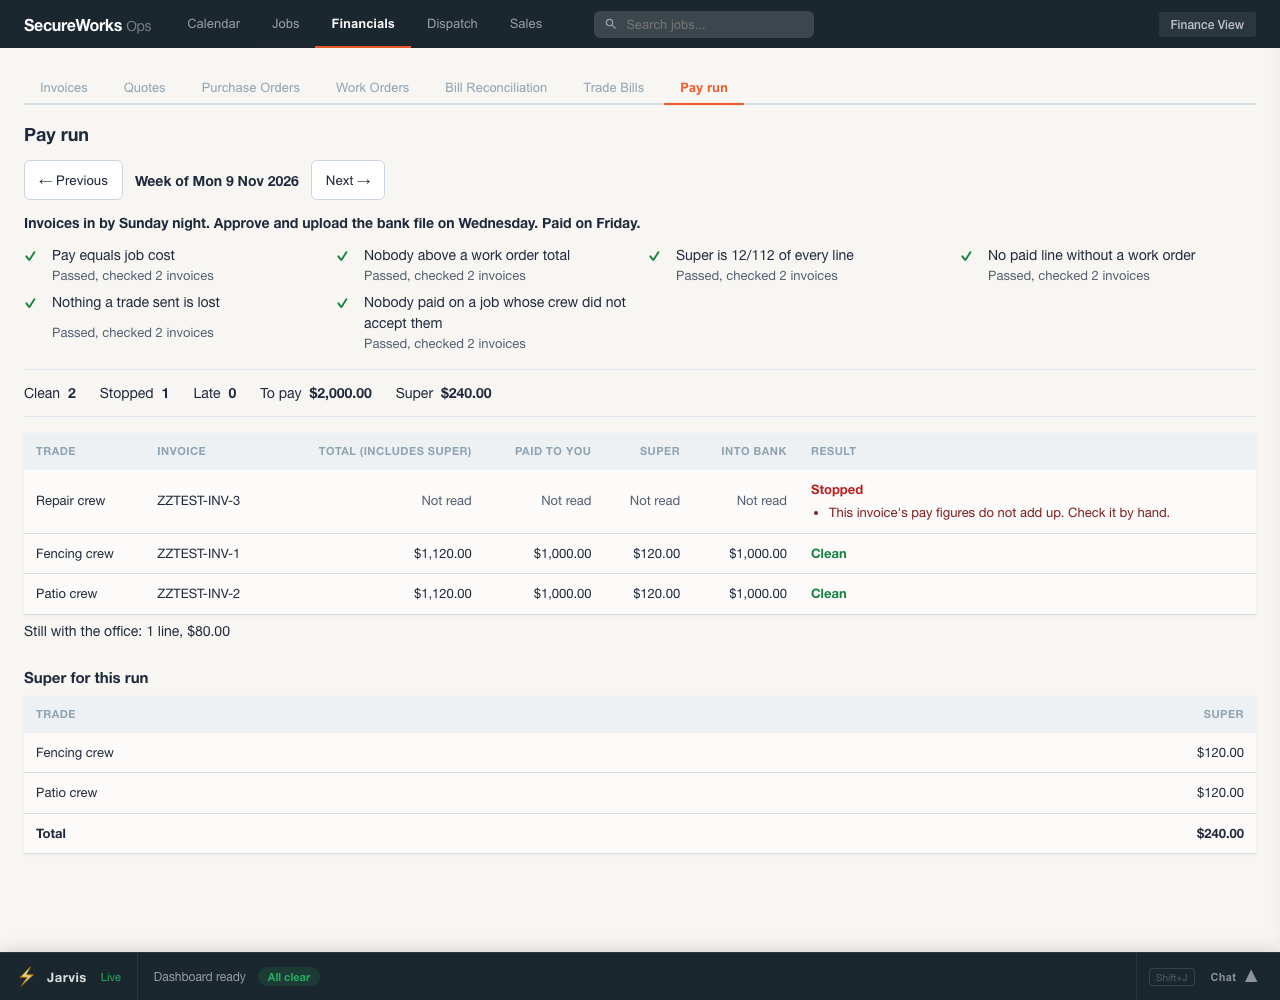 SecureWorks Ops
Calendar
Jobs
Financials
Dispatch
Sales
Search jobs...
Finance View
Invoices
Quotes
Purchase Orders
Work Orders
Bill Reconciliation
Trade Bills
Pay run
Pay run
← Previous
Week of Mon 9 Nov 2026
Next →
Invoices in by Sunday night. Approve and upload the bank file on Wednesday. Paid on Friday.
Pay equals job cost
Passed, checked 2 invoices
Nobody above a work order total
Passed, checked 2 invoices
Super is 12/112 of every line
Passed, checked 2 invoices
No paid line without a work order
Passed, checked 2 invoices
Nothing a trade sent is lost
Passed, checked 2 invoices
Nobody paid on a job whose crew did not
accept them
Passed, checked 2 invoices
Clean 2 Stopped 1 Late 0 To pay $2,000.00 Super $240.00
TRADE INVOICE TOTAL (INCLUDES SUPER) PAID TO YOU SUPER INTO BANK RESULT
Repair crew ZZTEST-INV-3 Not read Not read Not read Not read Stopped
• This invoice's pay figures do not add up. Check it by hand.
Fencing crew ZZTEST-INV-1 $1,120.00 $1,000.00 $120.00 $1,000.00 Clean
Patio crew ZZTEST-INV-2 $1,120.00 $1,000.00 $120.00 $1,000.00 Clean
Still with the office: 1 line, $80.00
Super for this run
TRADE SUPER
Fencing crew $120.00
Patio crew $120.00
Total $240.00
Jarvis Live
Dashboard ready
All clear
Shift+J
Chat ▲